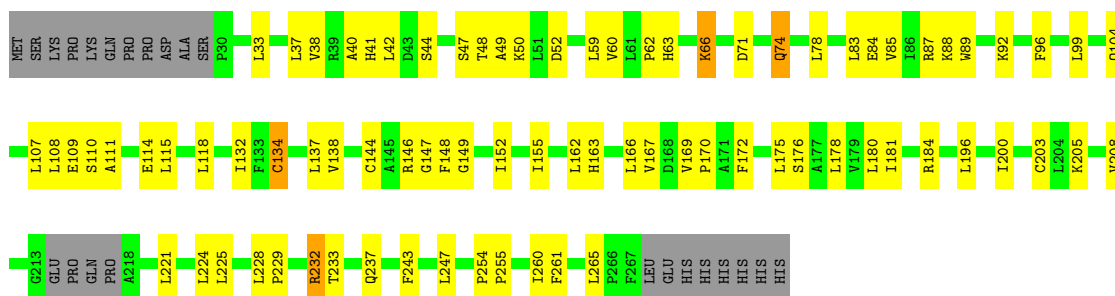 MET SER LYS PRO PRO LYS GLN PRO PRO ASP ALA SER P30 L33 L37 V38 R39 A40 H41 L42 D43 S44 S47 T48 A49 K50 L51 D52 L59 V60 L61 P62 H63 K66 D71 Q74 L78 L83 E84 V85 I86 R87 K88 W89 K92 F96 L99
L107 L108 E109 S110 A111 E114 L115 L118 I132 F133 C134 L137 V138 C144 A145 R146 G147 F148 G149 I152 I155 L162 H163 L166 V167 D168 V169 P170 A171 F172 L175 S176 A177 L178 V179 L180 I181 R184 L196 I200 C203 L204 K205
G213 GLU PRO GLN PRO A218 L221 L224 L225 L228 P229 R232 T233 Q237 F243 L247 P254 P255 I260 F261 L265 P266 F267 LEU GLU HIS HIS HIS HIS HIS HIS